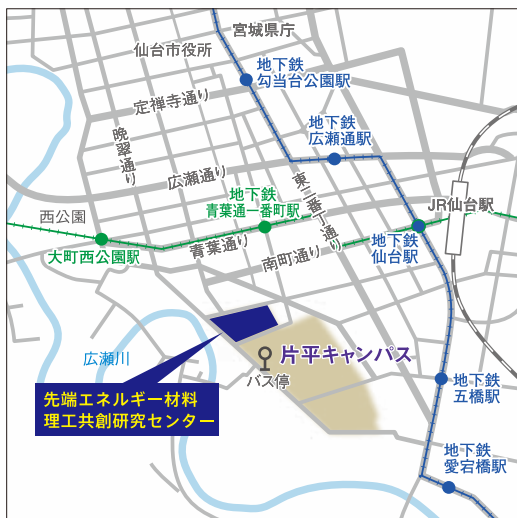 宮城県庁
仙台市役所
地下鉄
勾当台公園駅
定禅寺通り
晩翠通り
地下鉄
広瀬通駅
広瀬通り
東二番丁通り
地下鉄
青葉通一番町駅
西公園
JR仙台駅
青葉通り
大町西公園駅
南町通り
地下鉄
仙台駅
広瀬川
片平キャンパス
バス停
先端エネルギー材料
理工共創研究センター
地下鉄
五橋駅
地下鉄
愛宕橋駅